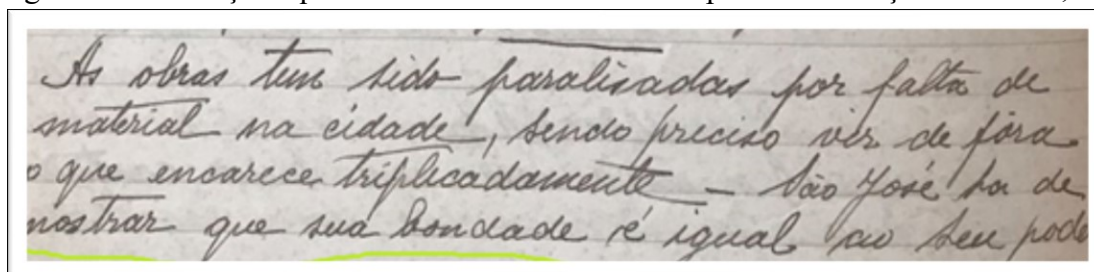 As obras tem sido paralisadas por falta de
material na cidade, sendo preciso vir de fóra
o que encarece triplicadamente – São José ha de
mostrar que sua bondade é igual ao seu pode